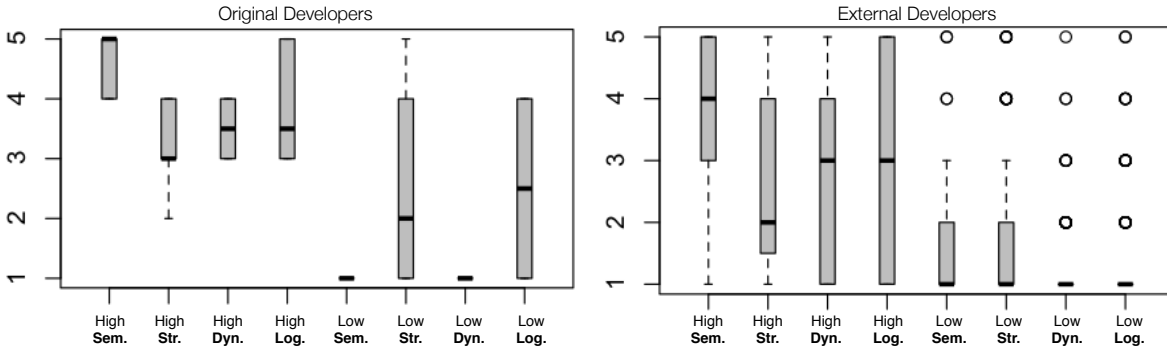 Original Developers
5
4
3
2
1
High High High High Low Low Low Low
Sem. Str. Dyn. Log. Sem. Str. Dyn. Log.
External Developers
5
4
3
2
1
High High High High Low Low Low Low
Sem. Str. Dyn. Log. Sem. Str. Dyn. Log.